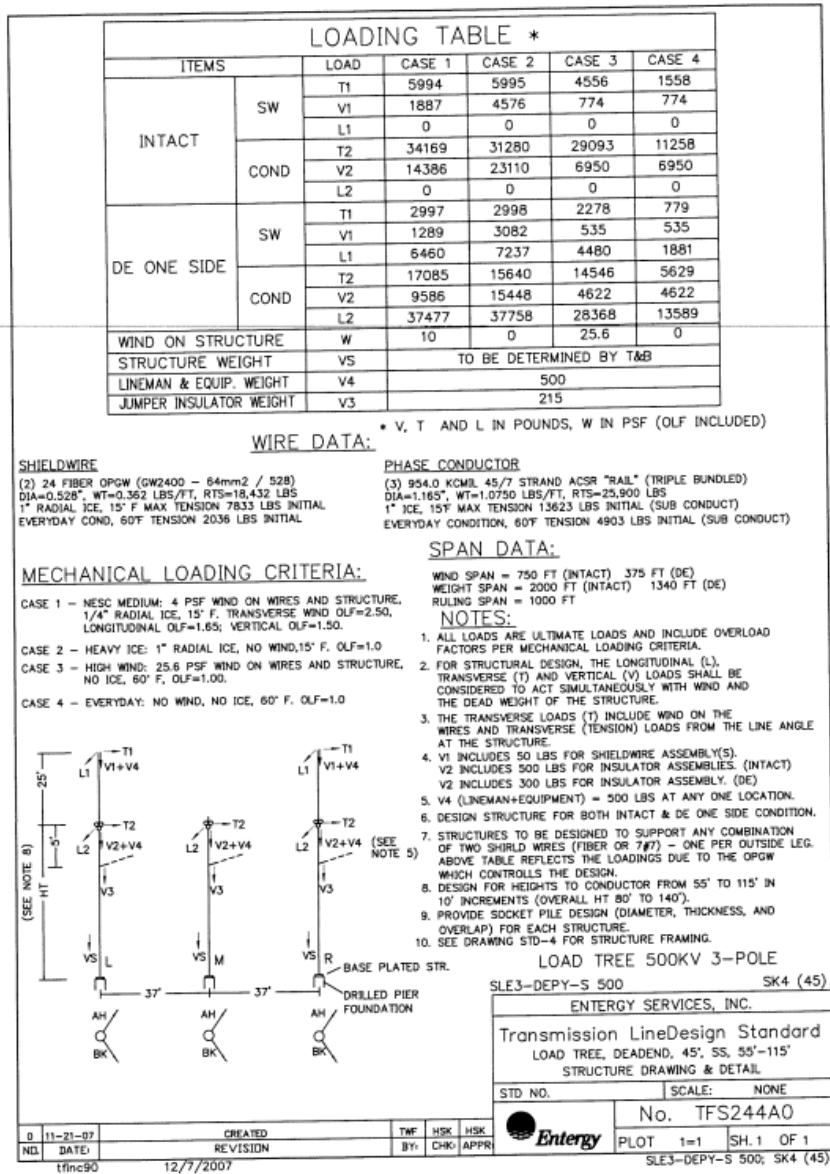 LOADING TABLE *
ITEMS LOAD CASE 1 CASE 2 CASE 3 CASE 4
INTACT
SW
T1 5994 5995 4556 1558
V1 1887 4576 774 774
L1 0 0 0 0
COND
T2 34169 31280 29093 11258
V2 14386 23110 6950 6950
L2 0 0 0 0
DE ONE SIDE
SW
T1 2997 2998 2278 779
V1 1289 3082 535 535
L1 6460 7237 4480 1881
COND
T2 17085 15640 14546 5629
V2 9586 15448 4622 4622
L2 37477 37758 28368 13589
WIND ON STRUCTURE W 10 0 25.6 0
STRUCTURE WEIGHT VS TO BE DETERMINED BY T&B
LINEMAN & EQUIP. WEIGHT V4 500
JUMPER INSULATOR WEIGHT V3 215
* V, T AND L IN POUNDS, W IN PSF (OLF INCLUDED)
WIRE DATA:
SHIELDWIRE
(2) 24 FIBER OPGW (GW2400 – 64mm2 / 528)
DIA=0.528", WT=0.362 LBS/FT, RTS=18,432 LBS
1" RADIAL ICE, 15° F MAX TENSION 7833 LBS INITIAL
EVERYDAY COND, 60°F TENSION 2036 LBS INITIAL
PHASE CONDUCTOR
(3) 954.0 KCMIL 45/7 STRAND ACSR "RAIL" (TRIPLE BUNDLED)
DIA=1.165", WT=1.0750 LBS/FT, RTS=25,900 LBS
1" ICE, 15°F MAX TENSION 13623 LBS INITIAL (SUB CONDUCT)
EVERYDAY CONDITION, 60°F TENSION 4903 LBS INITIAL (SUB CONDUCT)
SPAN DATA:
WIND SPAN = 750 FT (INTACT) 375 FT (DE)
WEIGHT SPAN = 2000 FT (INTACT) 1340 FT (DE)
RULING SPAN = 1000 FT
MECHANICAL LOADING CRITERIA:
CASE 1 – NESC MEDIUM: 4 PSF WIND ON WIRES AND STRUCTURE,
1/4" RADIAL ICE, 15° F. TRANSVERSE WIND OLF=2.50,
LONGITUDINAL OLF=1.65; VERTICAL OLF=1.50.
CASE 2 – HEAVY ICE: 1" RADIAL ICE, NO WIND,15° F. OLF=1.0
CASE 3 – HIGH WIND: 25.6 PSF WIND ON WIRES AND STRUCTURE,
NO ICE, 60° F, OLF=1.00.
CASE 4 – EVERYDAY: NO WIND, NO ICE, 60° F. OLF=1.0
NOTES:
1. ALL LOADS ARE ULTIMATE LOADS AND INCLUDE OVERLOAD
FACTORS PER MECHANICAL LOADING CRITERIA.
2. FOR STRUCTURAL DESIGN, THE LONGITUDINAL (L),
TRANSVERSE (T) AND VERTICAL (V) LOADS SHALL BE
CONSIDERED TO ACT SIMULTANEOUSLY WITH WIND AND
THE DEAD WEIGHT OF THE STRUCTURE.
3. THE TRANSVERSE LOADS (T) INCLUDE WIND ON THE
WIRES AND TRANSVERSE (TENSION) LOADS FROM THE LINE ANGLE
AT THE STRUCTURE.
4. V1 INCLUDES 50 LBS FOR SHIELDWIRE ASSEMBLY(S).
V2 INCLUDES 500 LBS FOR INSULATOR ASSEMBLIES. (INTACT)
V2 INCLUDES 300 LBS FOR INSULATOR ASSEMBLY. (DE)
5. V4 (LINEMAN+EQUIPMENT) = 500 LBS AT ANY ONE LOCATION.
6. DESIGN STRUCTURE FOR BOTH INTACT & DE ONE SIDE CONDITION.
7. STRUCTURES TO BE DESIGNED TO SUPPORT ANY COMBINATION
OF TWO SHIRLD WIRES (FIBER OR 7#7) – ONE PER OUTSIDE LEG.
ABOVE TABLE REFLECTS THE LOADINGS DUE TO THE OPGW
WHICH CONTROLLS THE DESIGN.
8. DESIGN FOR HEIGHTS TO CONDUCTOR FROM 55' TO 115' IN
10' INCREMENTS (OVERALL HT 80' TO 140').
9. PROVIDE SOCKET PILE DESIGN (DIAMETER, THICKNESS, AND
OVERLAP) FOR EACH STRUCTURE.
10. SEE DRAWING STD–4 FOR STRUCTURE FRAMING.
T1 T1
L1 V1+V4 L1 V1+V4
25'
T2 T2 T2
L2 V2+V4 L2 V2+V4 L2 V2+V4 (SEE NOTE 5)
5'
(SEE NOTE 8)
HT
V3 V3 V3
VS L VS M VS R
BASE PLATED STR.
37' 37'
DRILLED PIER
FOUNDATION
AH AH AH
BK BK BK
LOAD TREE 500KV 3–POLE
SLE3–DEPY–S 500 SK4 (45)
ENTERGY SERVICES, INC.
Transmission LineDesign Standard
LOAD TREE, DEADEND, 45°, SS, 55'–115'
STRUCTURE DRAWING & DETAIL
STD NO. SCALE: NONE
Entergy
No. TFS244A0
PLOT 1=1 SH. 1 OF 1
0 11–21–07 CREATED TWF HSK HSK
NO. DATE: REVISION BY: CHK: APPR
tfinc90 12/7/2007 SLE3–DEPY–S 500; SK4 (45)